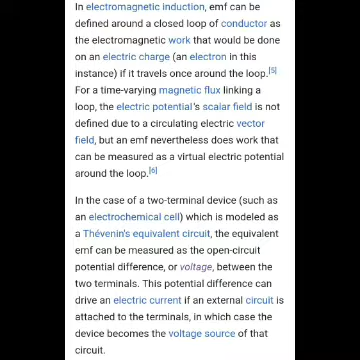 In electromagnetic induction, emf can be
defined around a closed loop of conductor as
the electromagnetic work that would be done
on an electric charge (an electron in this
instance) if it travels once around the loop.[5]
For a time-varying magnetic flux linking a
loop, the electric potential's scalar field is not
defined due to a circulating electric vector
field, but an emf nevertheless does work that
can be measured as a virtual electric potential
around the loop.[6]
In the case of a two-terminal device (such as
an electrochemical cell) which is modeled as
a Thévenin's equivalent circuit, the equivalent
emf can be measured as the open-circuit
potential difference, or voltage, between the
two terminals. This potential difference can
drive an electric current if an external circuit is
attached to the terminals, in which case the
device becomes the voltage source of that
circuit.